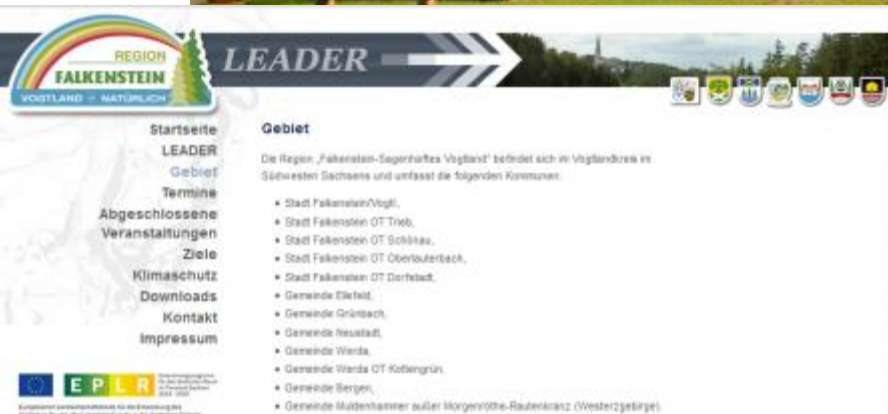 REGION
FALKENSTEIN
VOGTLAND – NATÜRLICH
LEADER
Startseite
LEADER
Gebiet
Termine
Abgeschlossene
Veranstaltungen
Ziele
Klimaschutz
Downloads
Kontakt
Impressum
Gebiet
Die Region „Falkenstein-Sagenhaftes Vogtland“ befindet sich im Vogtlandkreis im
Südwesten Sachsens und umfasst die folgenden Kommunen:
Stadt Falkenstein/Vogtl.,
Stadt Falkenstein OT Trieb,
Stadt Falkenstein OT Schönau,
Stadt Falkenstein OT Oberlauterbach,
Stadt Falkenstein OT Dorfstadt,
Gemeinde Ellefeld,
Gemeinde Grünbach,
Gemeinde Neustadt,
Gemeinde Werda,
Gemeinde Werda OT Kottengrün,
Gemeinde Bergen,
Gemeinde Muldenhammer außer Morgenröthe-Rautenkranz (Westerzgebirge).
EPLR